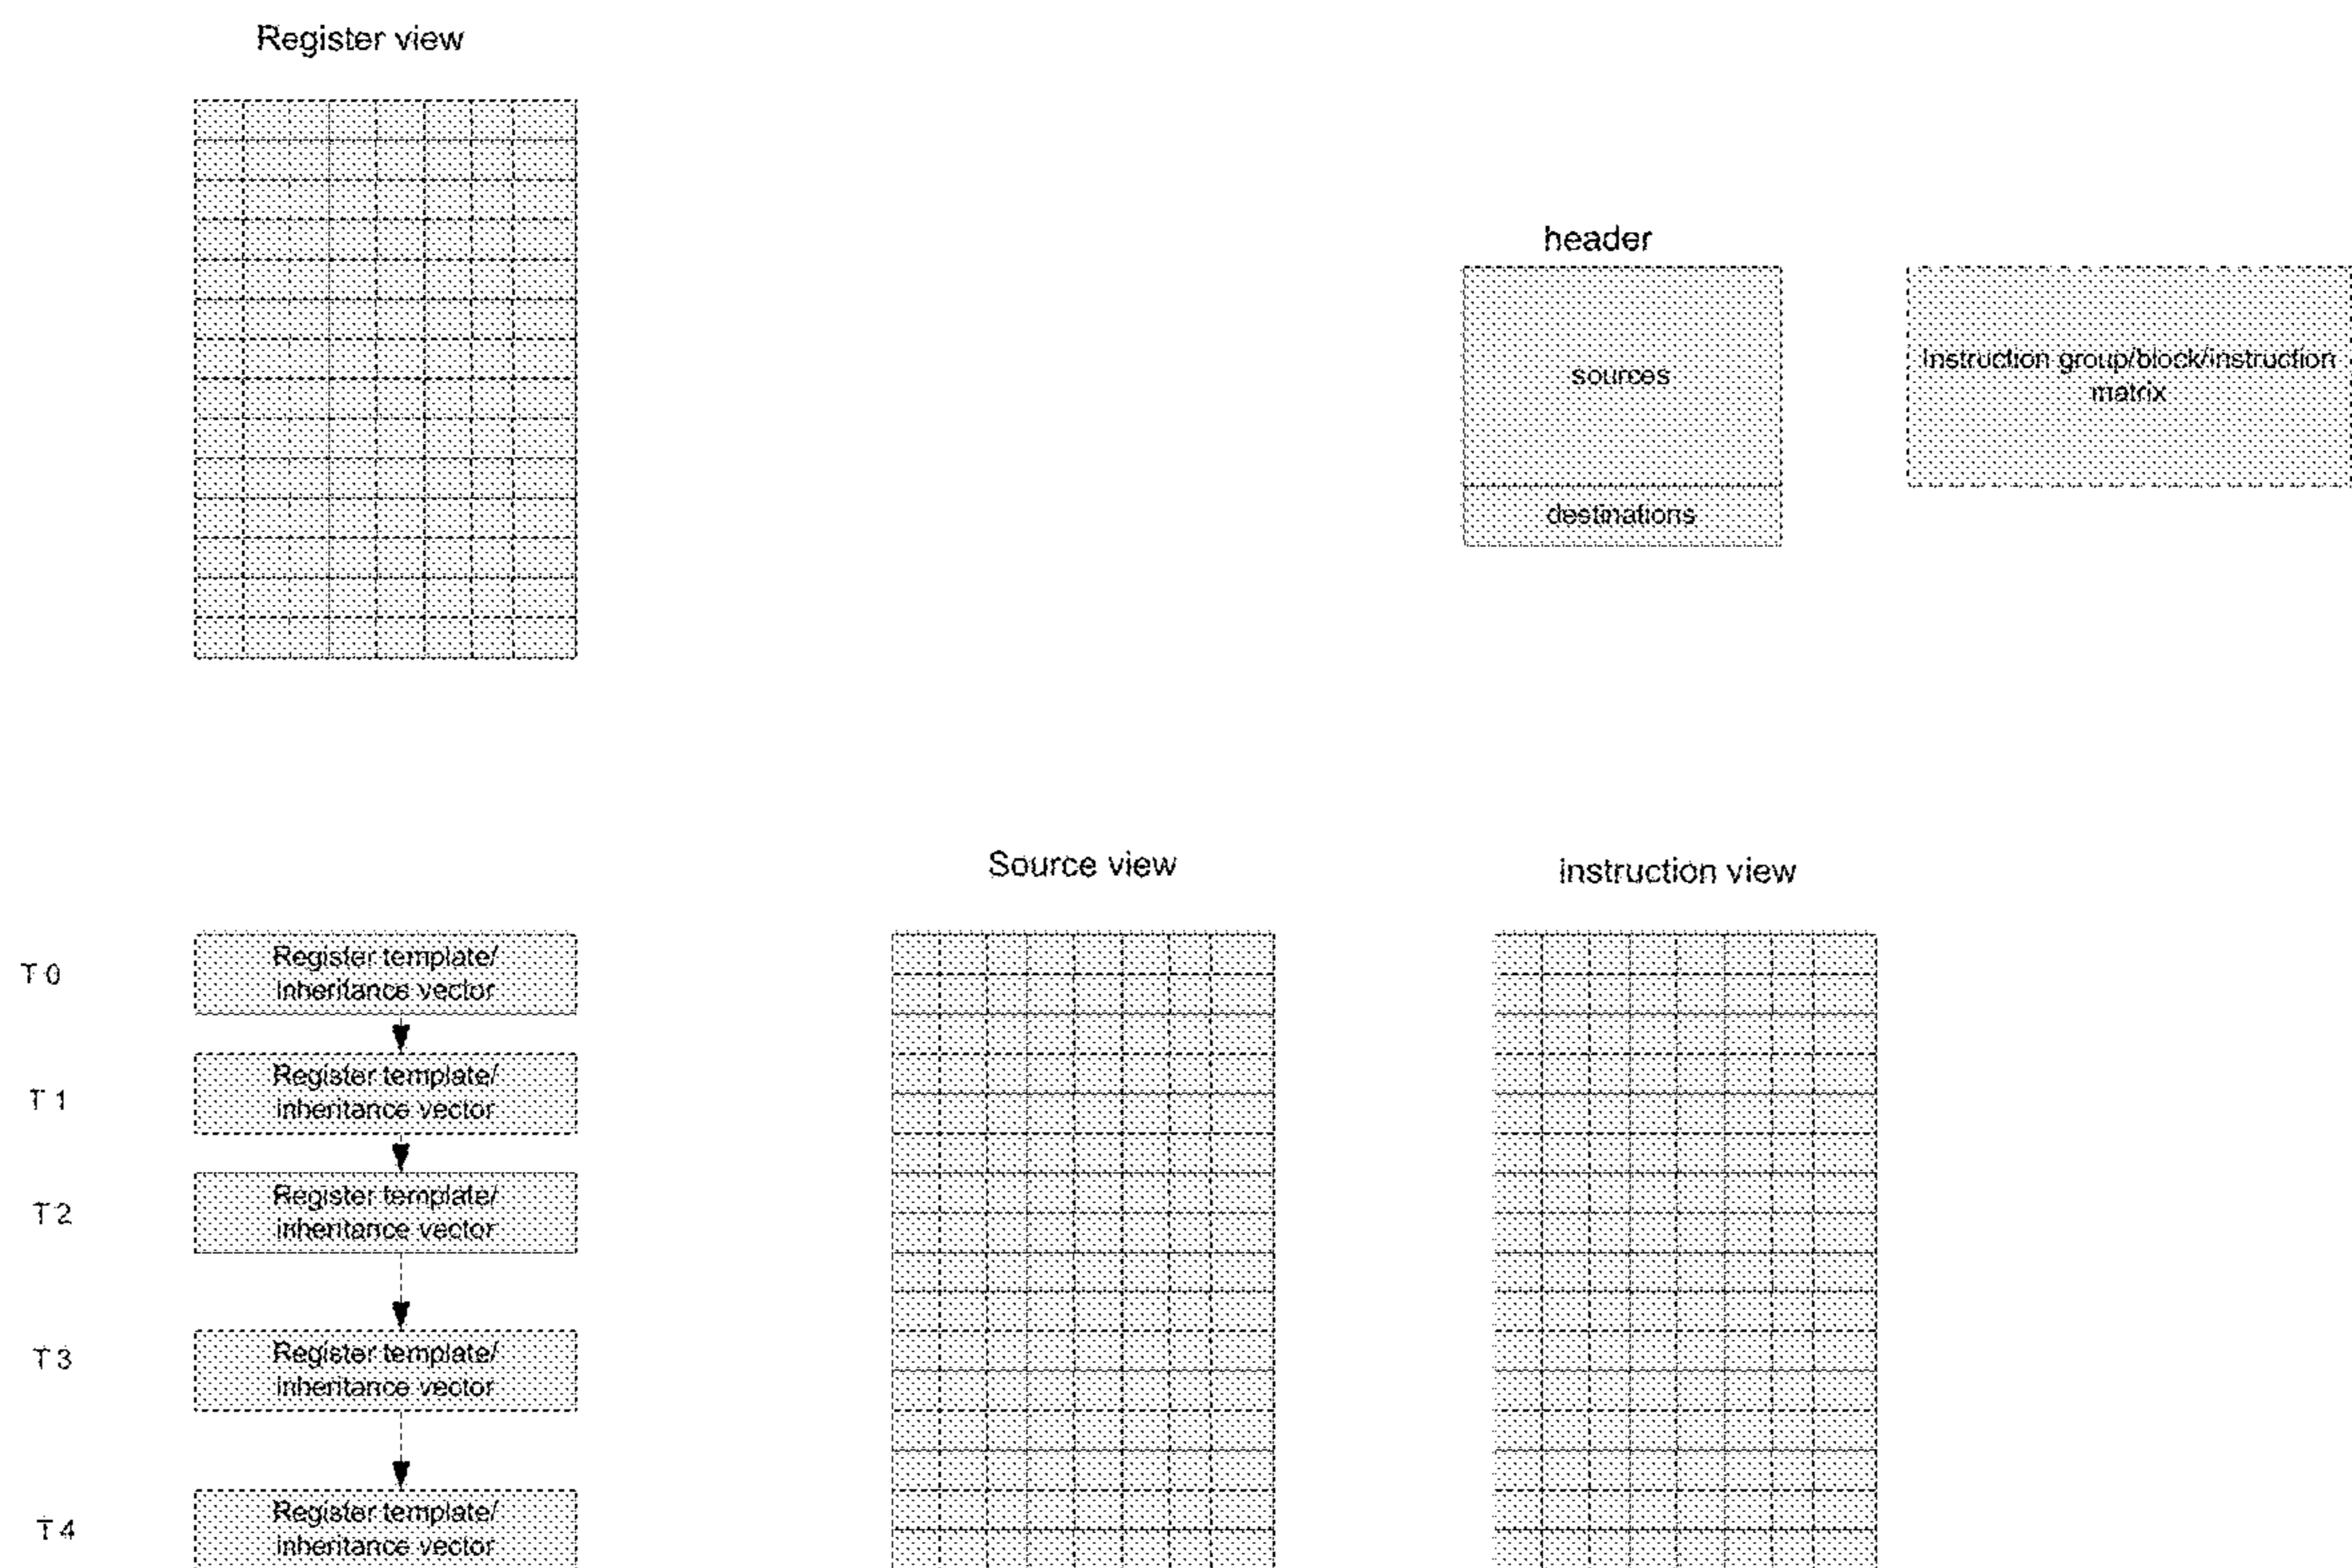 Register view
header
sources
Instruction group/block/instruction
matrix
destinations
Source view
instruction view
T 0
Register template/
inheritance vector
T 1
Register template/
inheritance vector
T 2
Register template/
inheritance vector
T 3
Register template/
inheritance vector
T 4
Register template/
inheritance vector